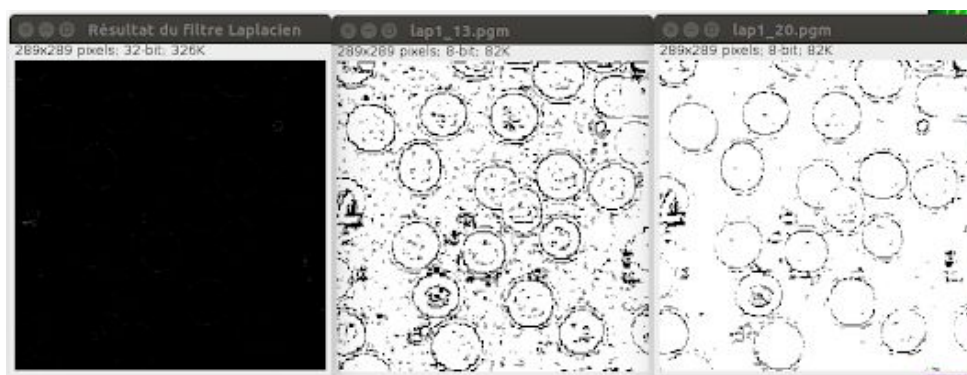 Résultat du filtre Laplacien
289x289 pixels; 32-bit; 326K
lap1_13.pgm
289x289 pixels; 8-bit; 82K
lap1_20.pgm
289x289 pixels; 8-bit; 82K